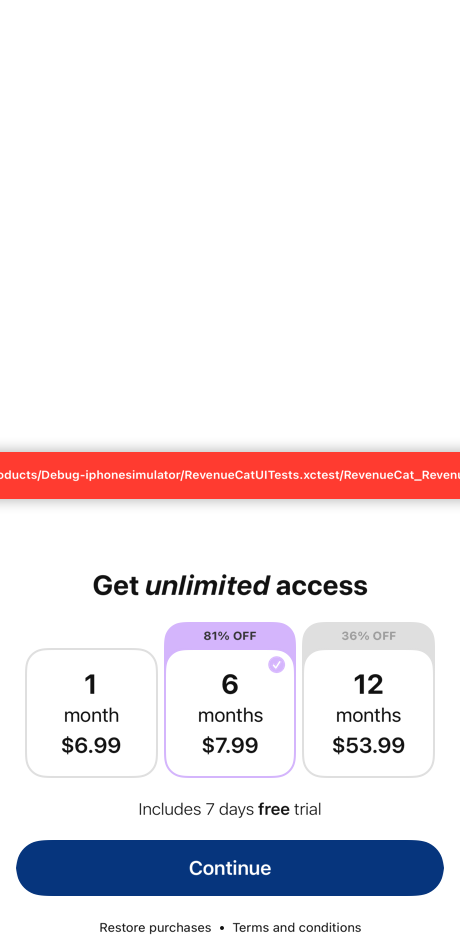 oducts/Debug-iphonesimulator/RevenueCatUITests.xctest/RevenueCat_Revenu
Get unlimited access
81% OFF
36% OFF
1
month
$6.99
6
months
$7.99
12
months
$53.99
Includes 7 days free trial
Continue
Restore purchases • Terms and conditions